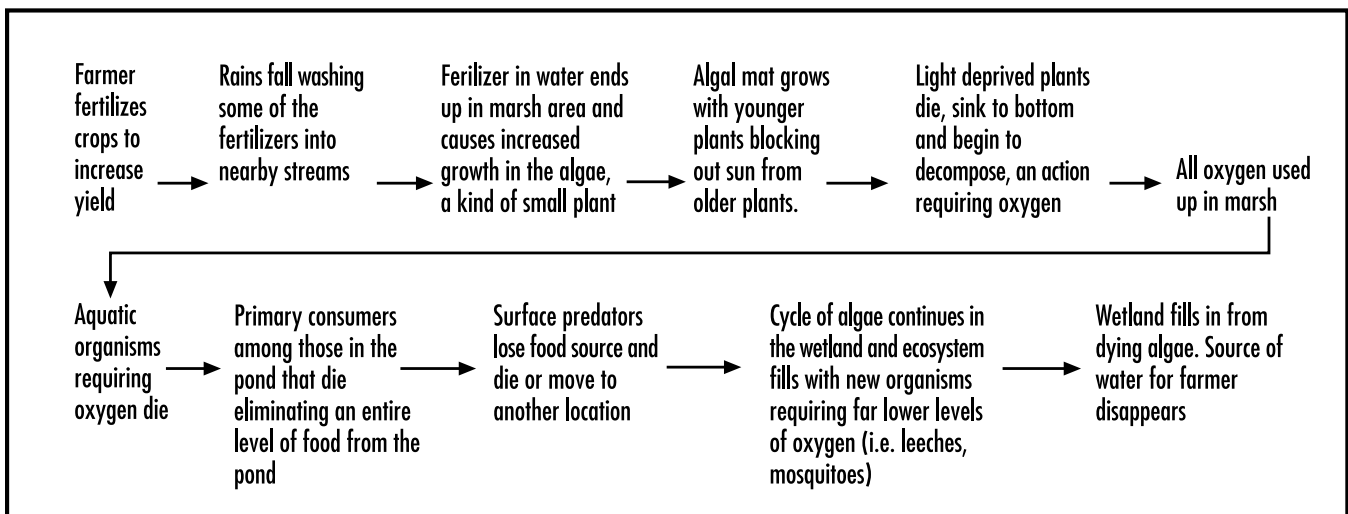 Farmer
fertilizes
crops to
increase
yield
Rains fall washing
some of the
fertilizers into
nearby streams
Ferilizer in water ends
up in marsh area and
causes increased
growth in the algae,
a kind of small plant
Algal mat grows
with younger
plants blocking
out sun from
older plants.
Light deprived plants
die, sink to bottom
and begin to
decompose, an action
requiring oxygen
All oxygen used
up in marsh
Aquatic
organisms
requiring
oxygen die
Primary consumers
among those in the
pond that die
eliminating an entire
level of food from the
pond
Surface predators
lose food source and
die or move to
another location
Cycle of algae continues in
the wetland and ecosystem
fills with new organisms
requiring far lower levels
of oxygen (i.e. leeches,
mosquitoes)
Wetland fills in from
dying algae. Source of
water for farmer
disappears